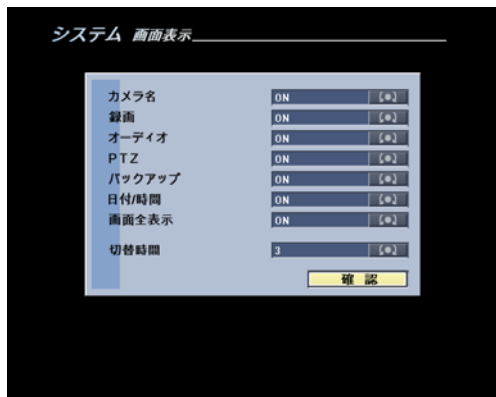 システム 画面表示
カメラ名 ON
録画 ON
オーディオ ON
PTZ ON
バックアップ ON
日付/時間 ON
画面全表示 ON
切替時間 3
確 認